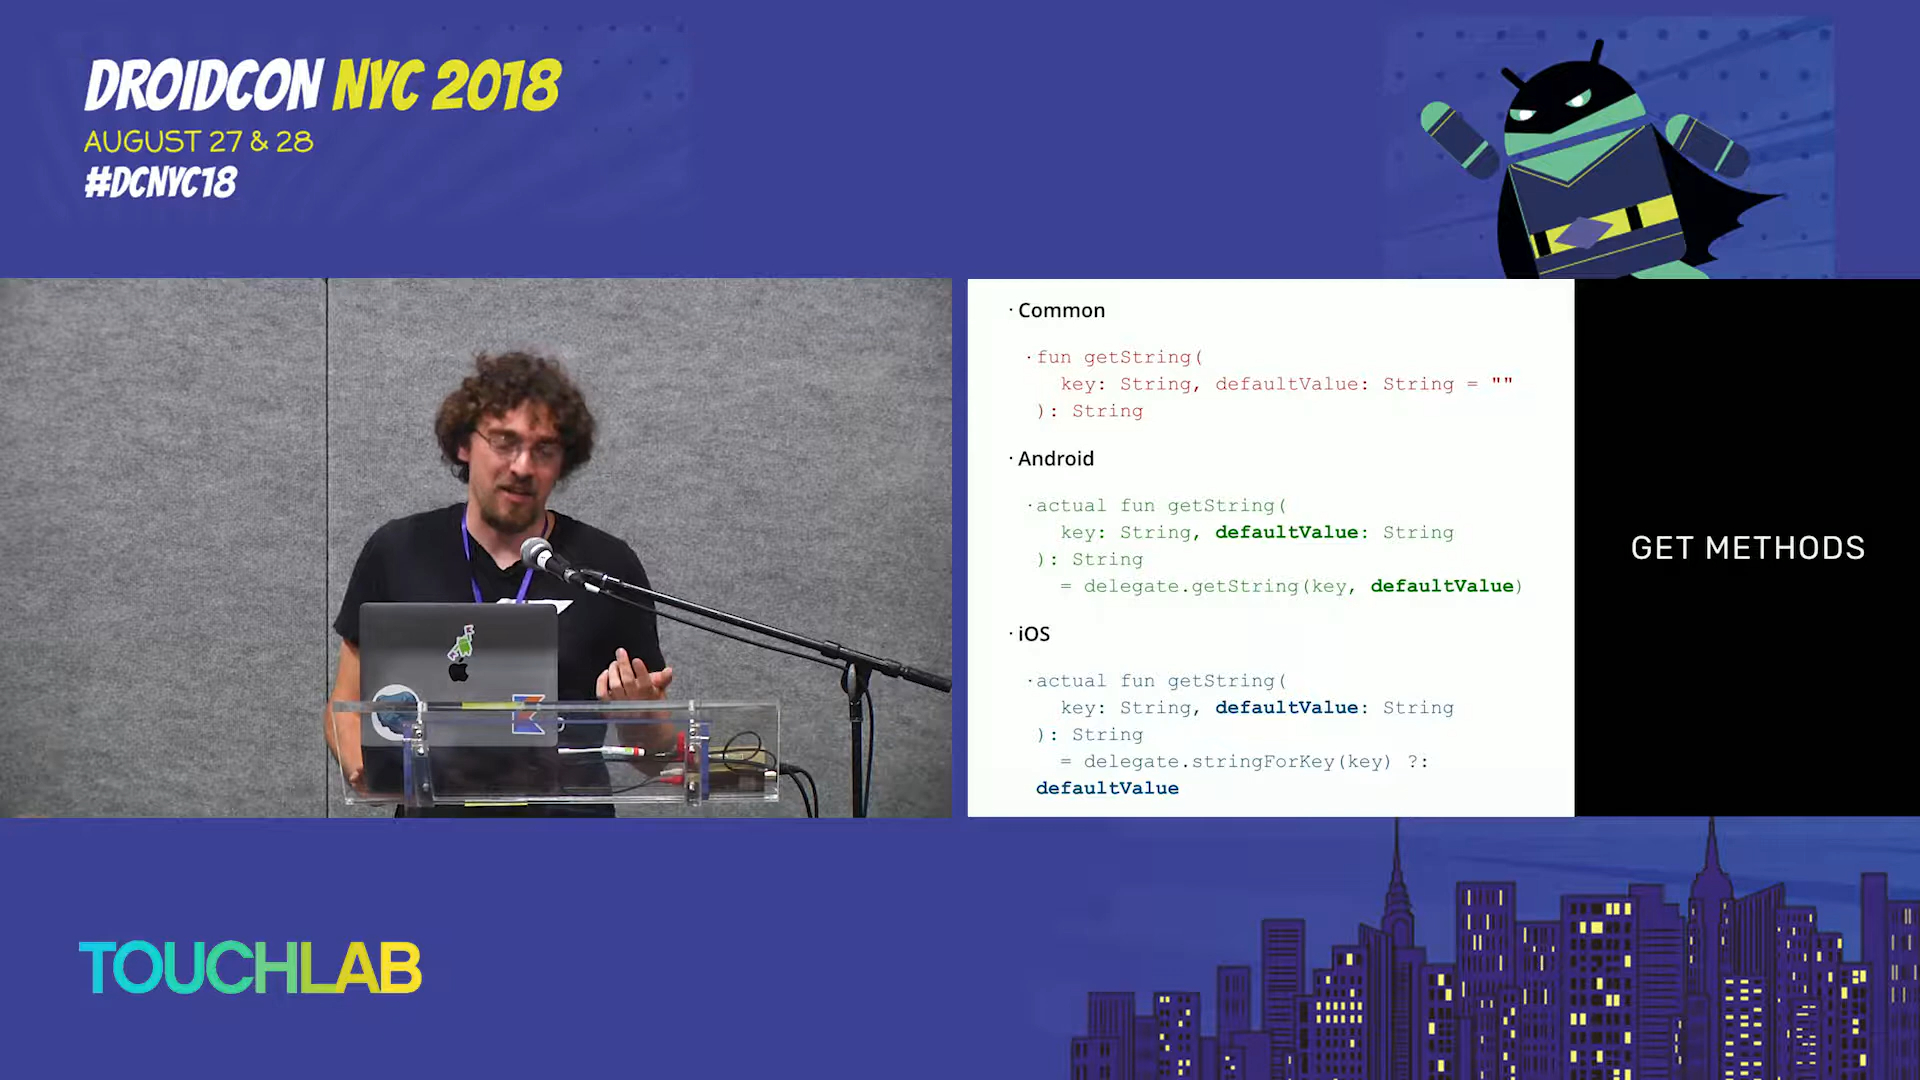 DROIDCON NYC 2018
AUGUST 27 & 28
#DCNYC18
· Common
· fun getString(
key: String, defaultValue: String = ""
): String
· Android
· actual fun getString(
key: String, defaultValue: String
): String
= delegate.getString(key, defaultValue)
· iOS
· actual fun getString(
key: String, defaultValue: String
): String
= delegate.stringForKey(key) ?:
defaultValue
GET METHODS
TOUCHLAB